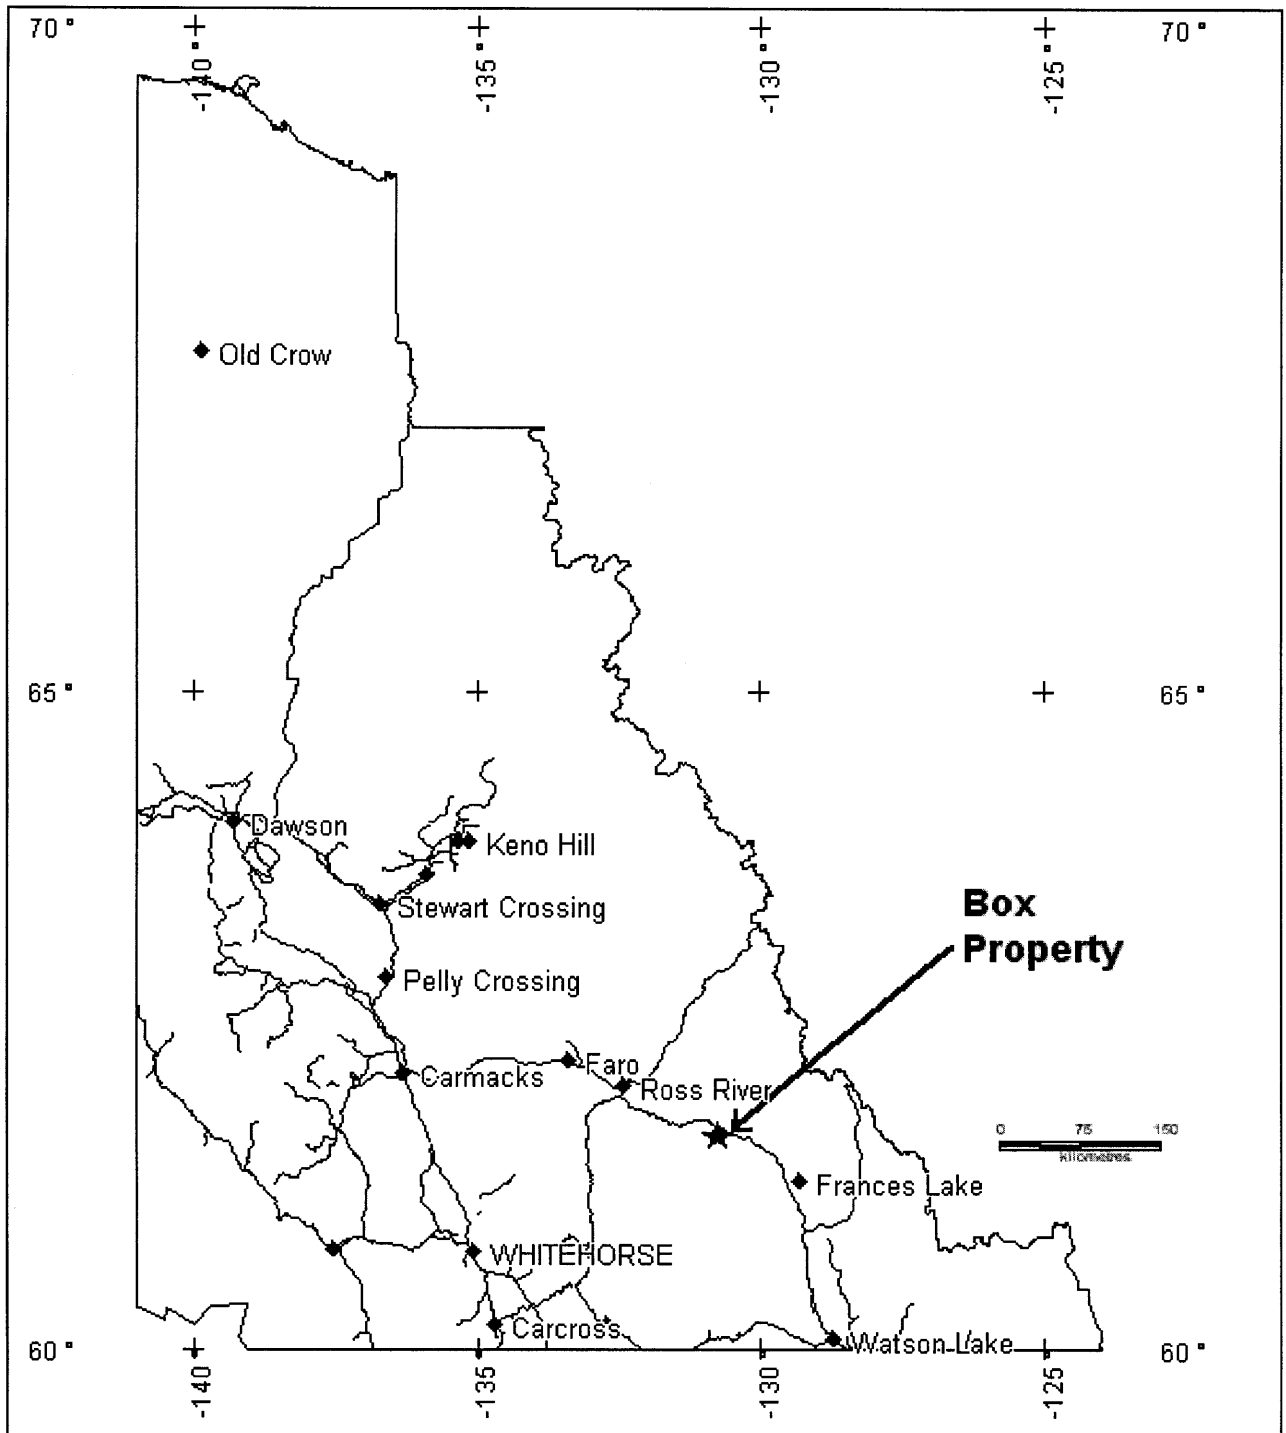 70°
70°
-140°
-135°
-130°
-125°
Old Crow
65°
65°
Dawson
Keno Hill
Stewart Crossing
Box
Property
Pelly Crossing
Faro
Carmacks
Ross River
0 75 150
kilometres
Frances Lake
WHITEHORSE
Carcross
Watson Lake
60°
60°
-140
-135
-130
-125